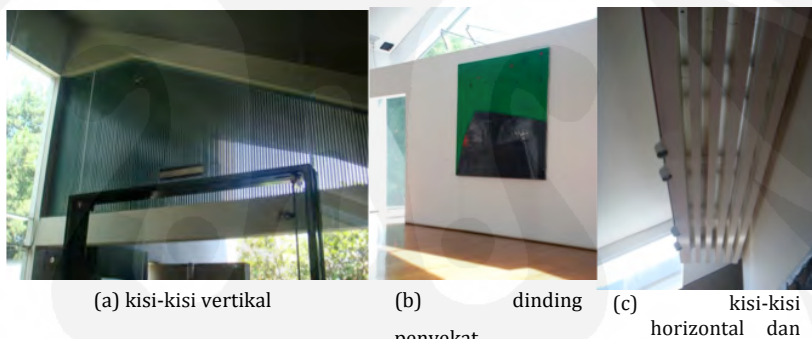 (a) kisi-kisi vertikal
(b) dinding
penyekat
(c) kisi-kisi
horizontal dan